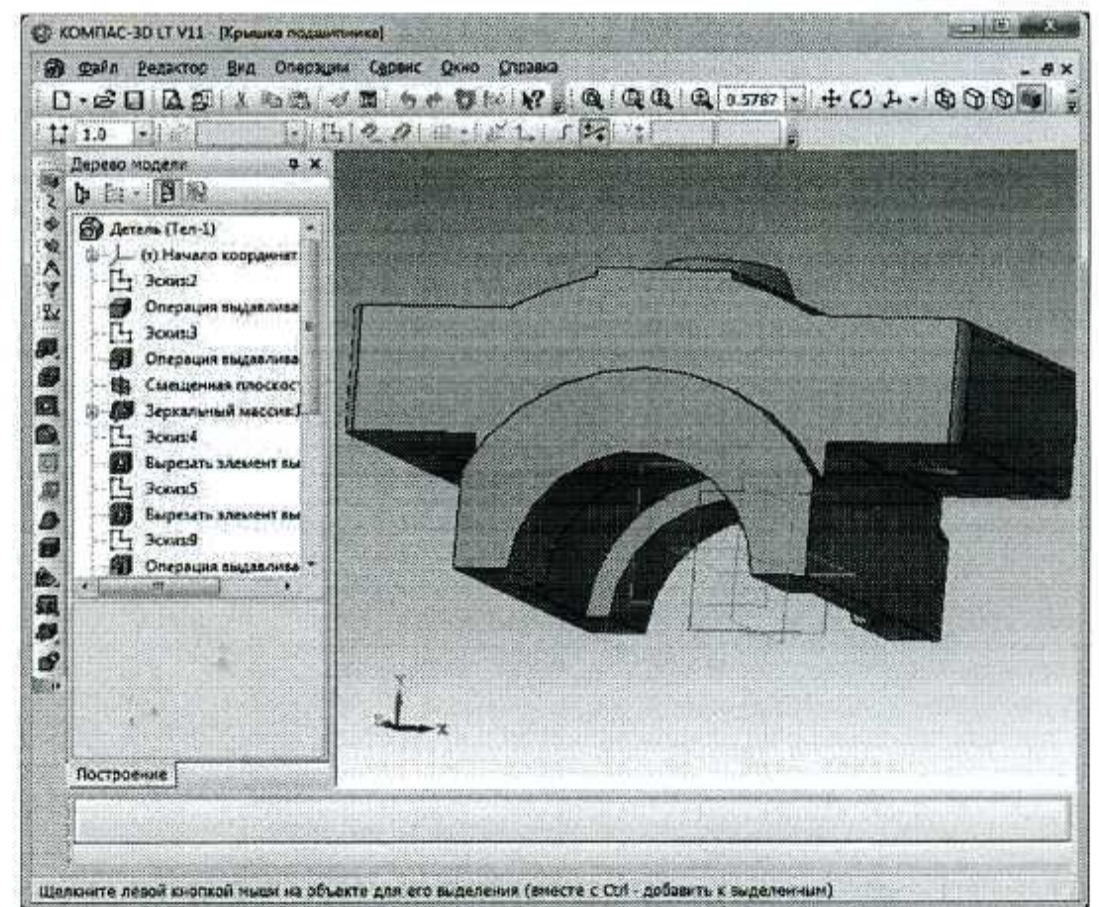 КОМПАС-3D LT V11 - [Крышка подшипника]
Файл Редактор Вид Операции Сервис Окно Справка
0.5787
1.0
Дерево модели
Деталь (Тел-1)
(т) Начало координат
Эскиз:2
Операция выдавлива
Эскиз:3
Операция выдавлива
Смещенная плоскос
Зеркальный массив:1
Эскиз:4
Вырезать элемент вы
Эскиз:5
Вырезать элемент вы
Эскиз:9
Операция выдавлива
Y
X
Построение
Щелкните левой кнопкой мыши на объекте для его выделения (вместе с Ctrl - добавить к выделенным)